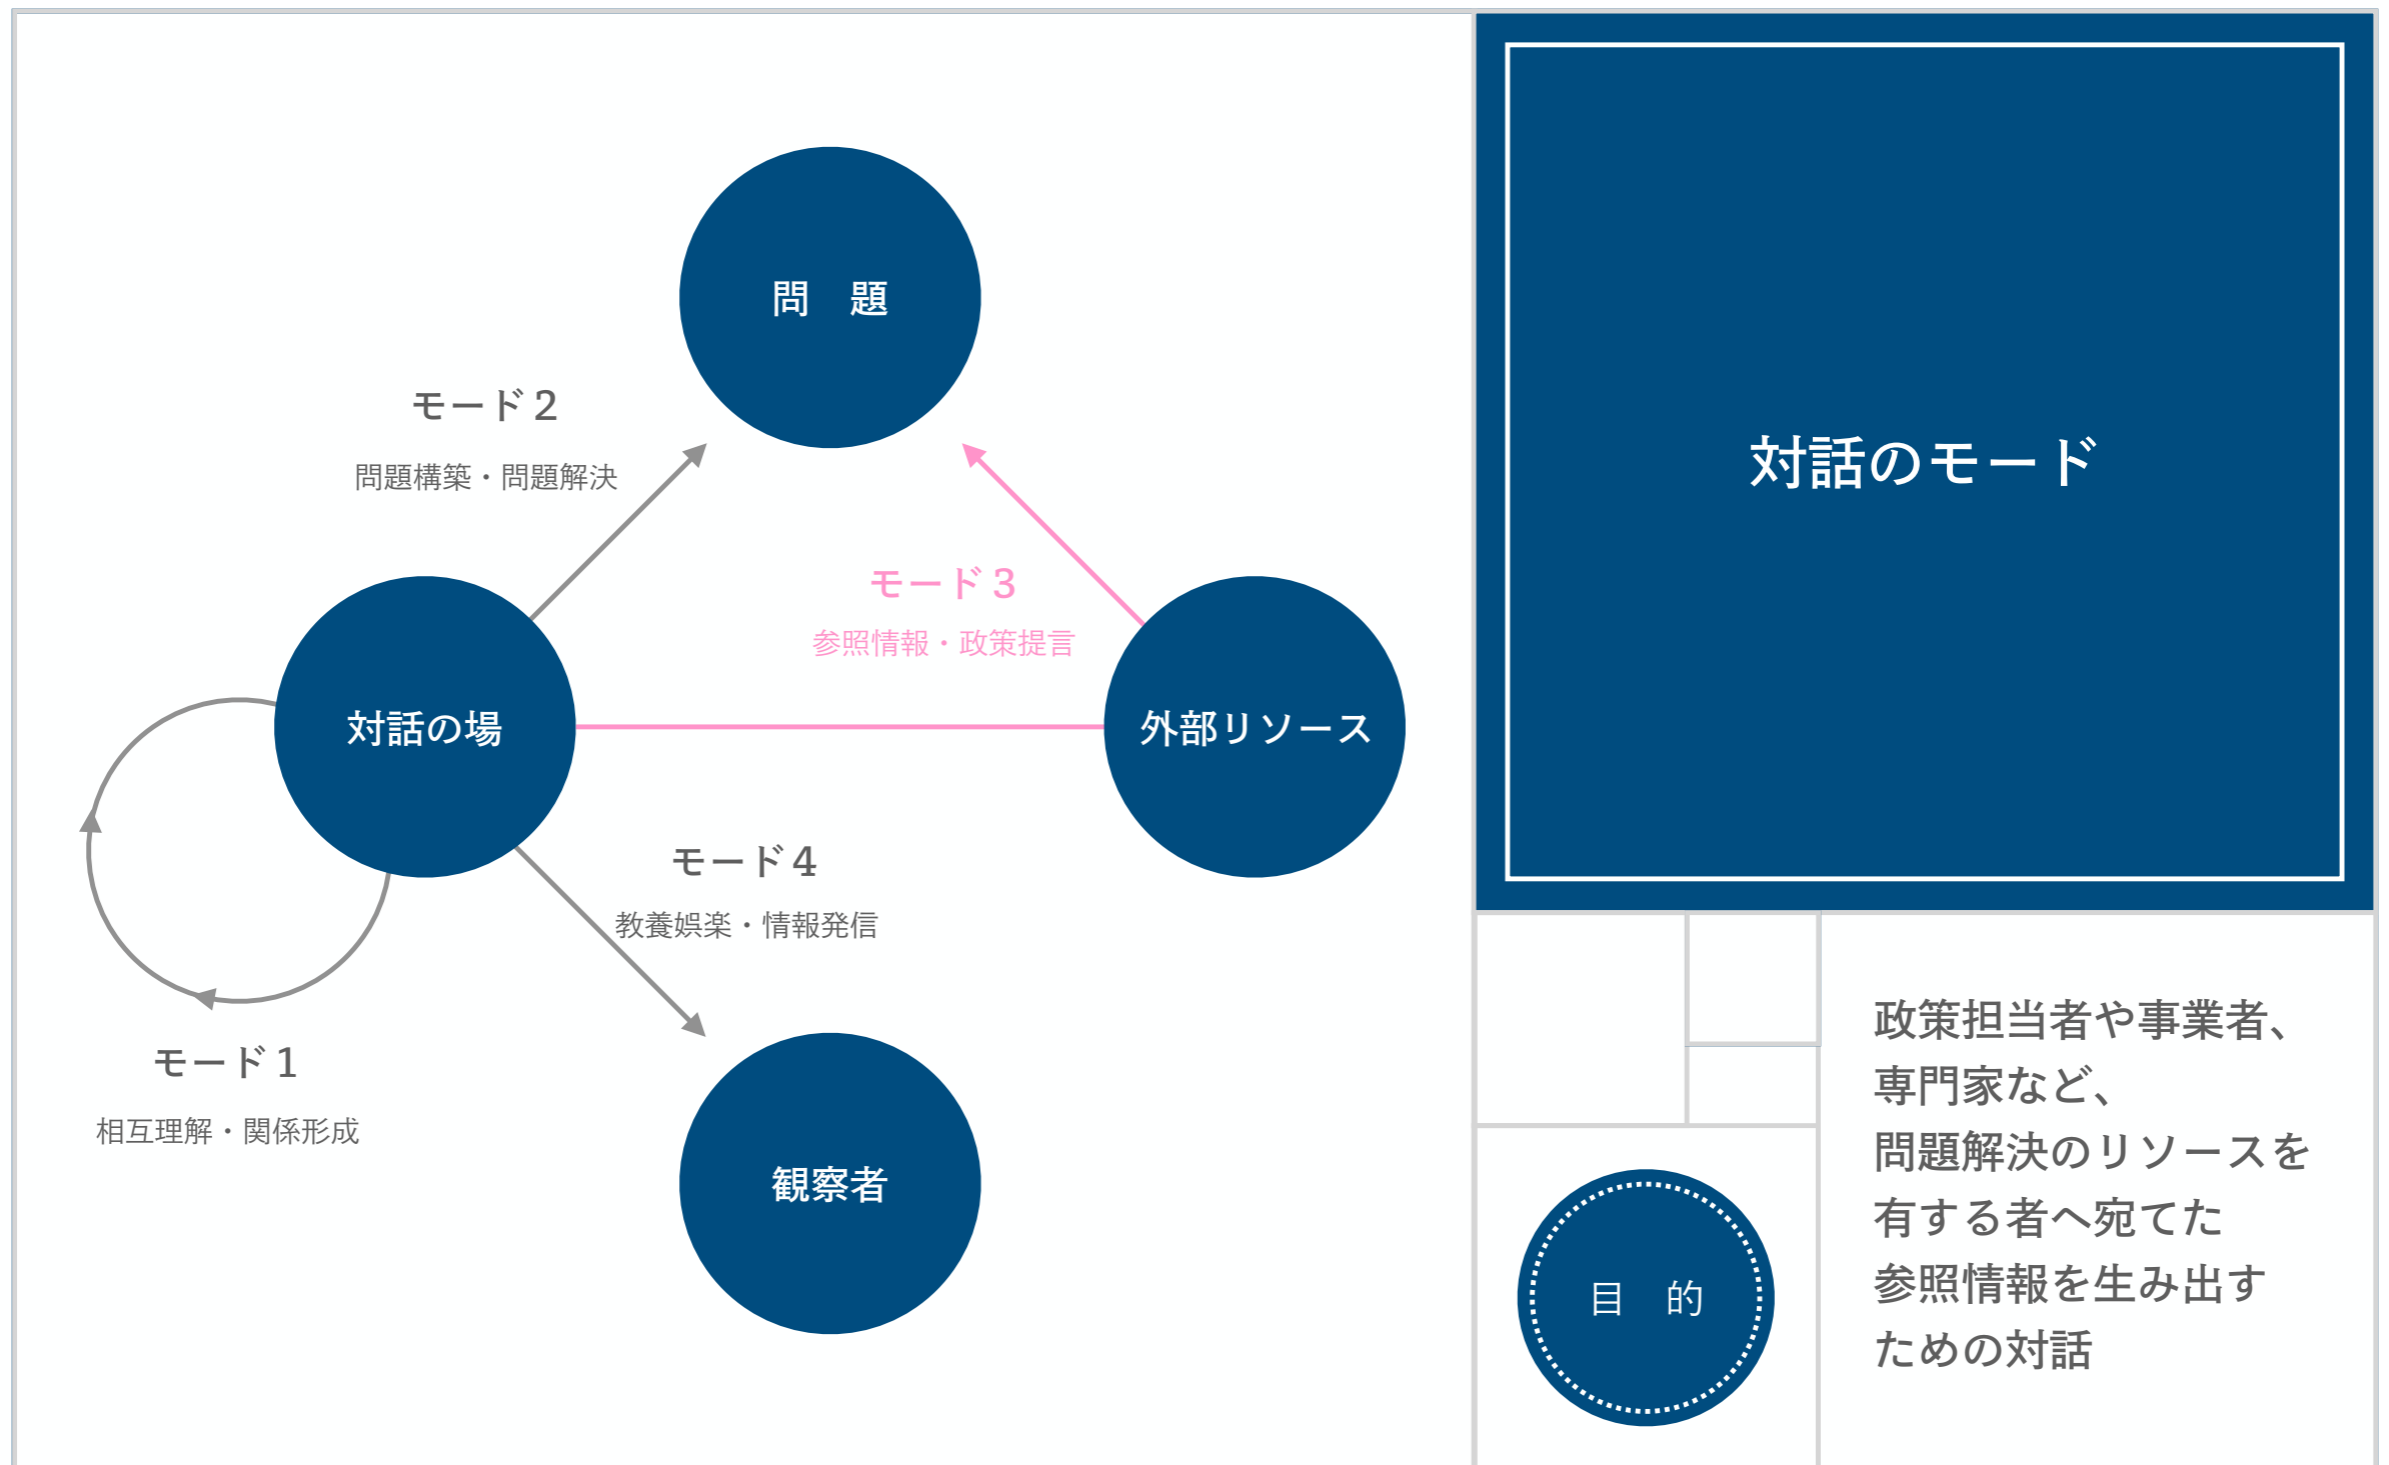 問　題
モード２
問題構築・問題解決
モード３
参照情報・政策提言
対話の場
外部リソース
モード４
教養娯楽・情報発信
モード１
相互理解・関係形成
観察者
対話のモード
目　的
政策担当者や事業者、
専門家など、
問題解決のリソースを
有する者へ宛てた
参照情報を生み出す
ための対話